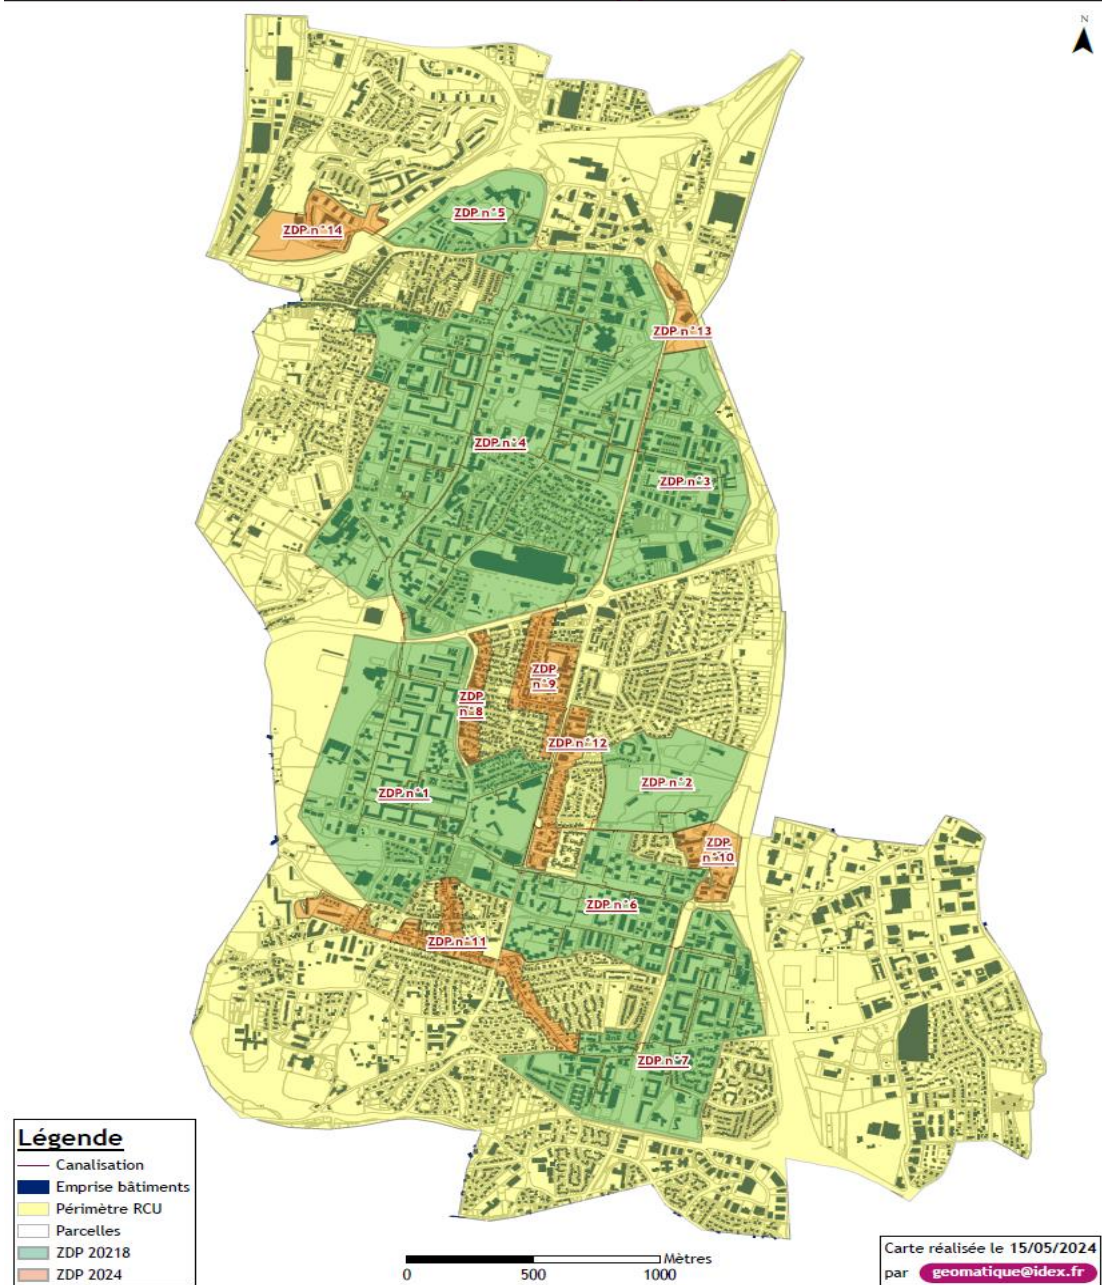 N
ZDP n°5
ZDP n°14
ZDP n°13
ZDP n°4
ZDP n°3
ZDP
n°9
ZDP
n°8
ZDP n°12
ZDP n°2
ZDP n°1
ZDP
n°10
ZDP n°6
ZDP n°11
ZDP n°7
Légende
Canalisation
Emprise bâtiments
Périmètre RCU
Parcelles
ZDP 20218
ZDP 2024
Mètres
0 500 1000
Carte réalisée le 15/05/2024
par geomatique@idex.fr